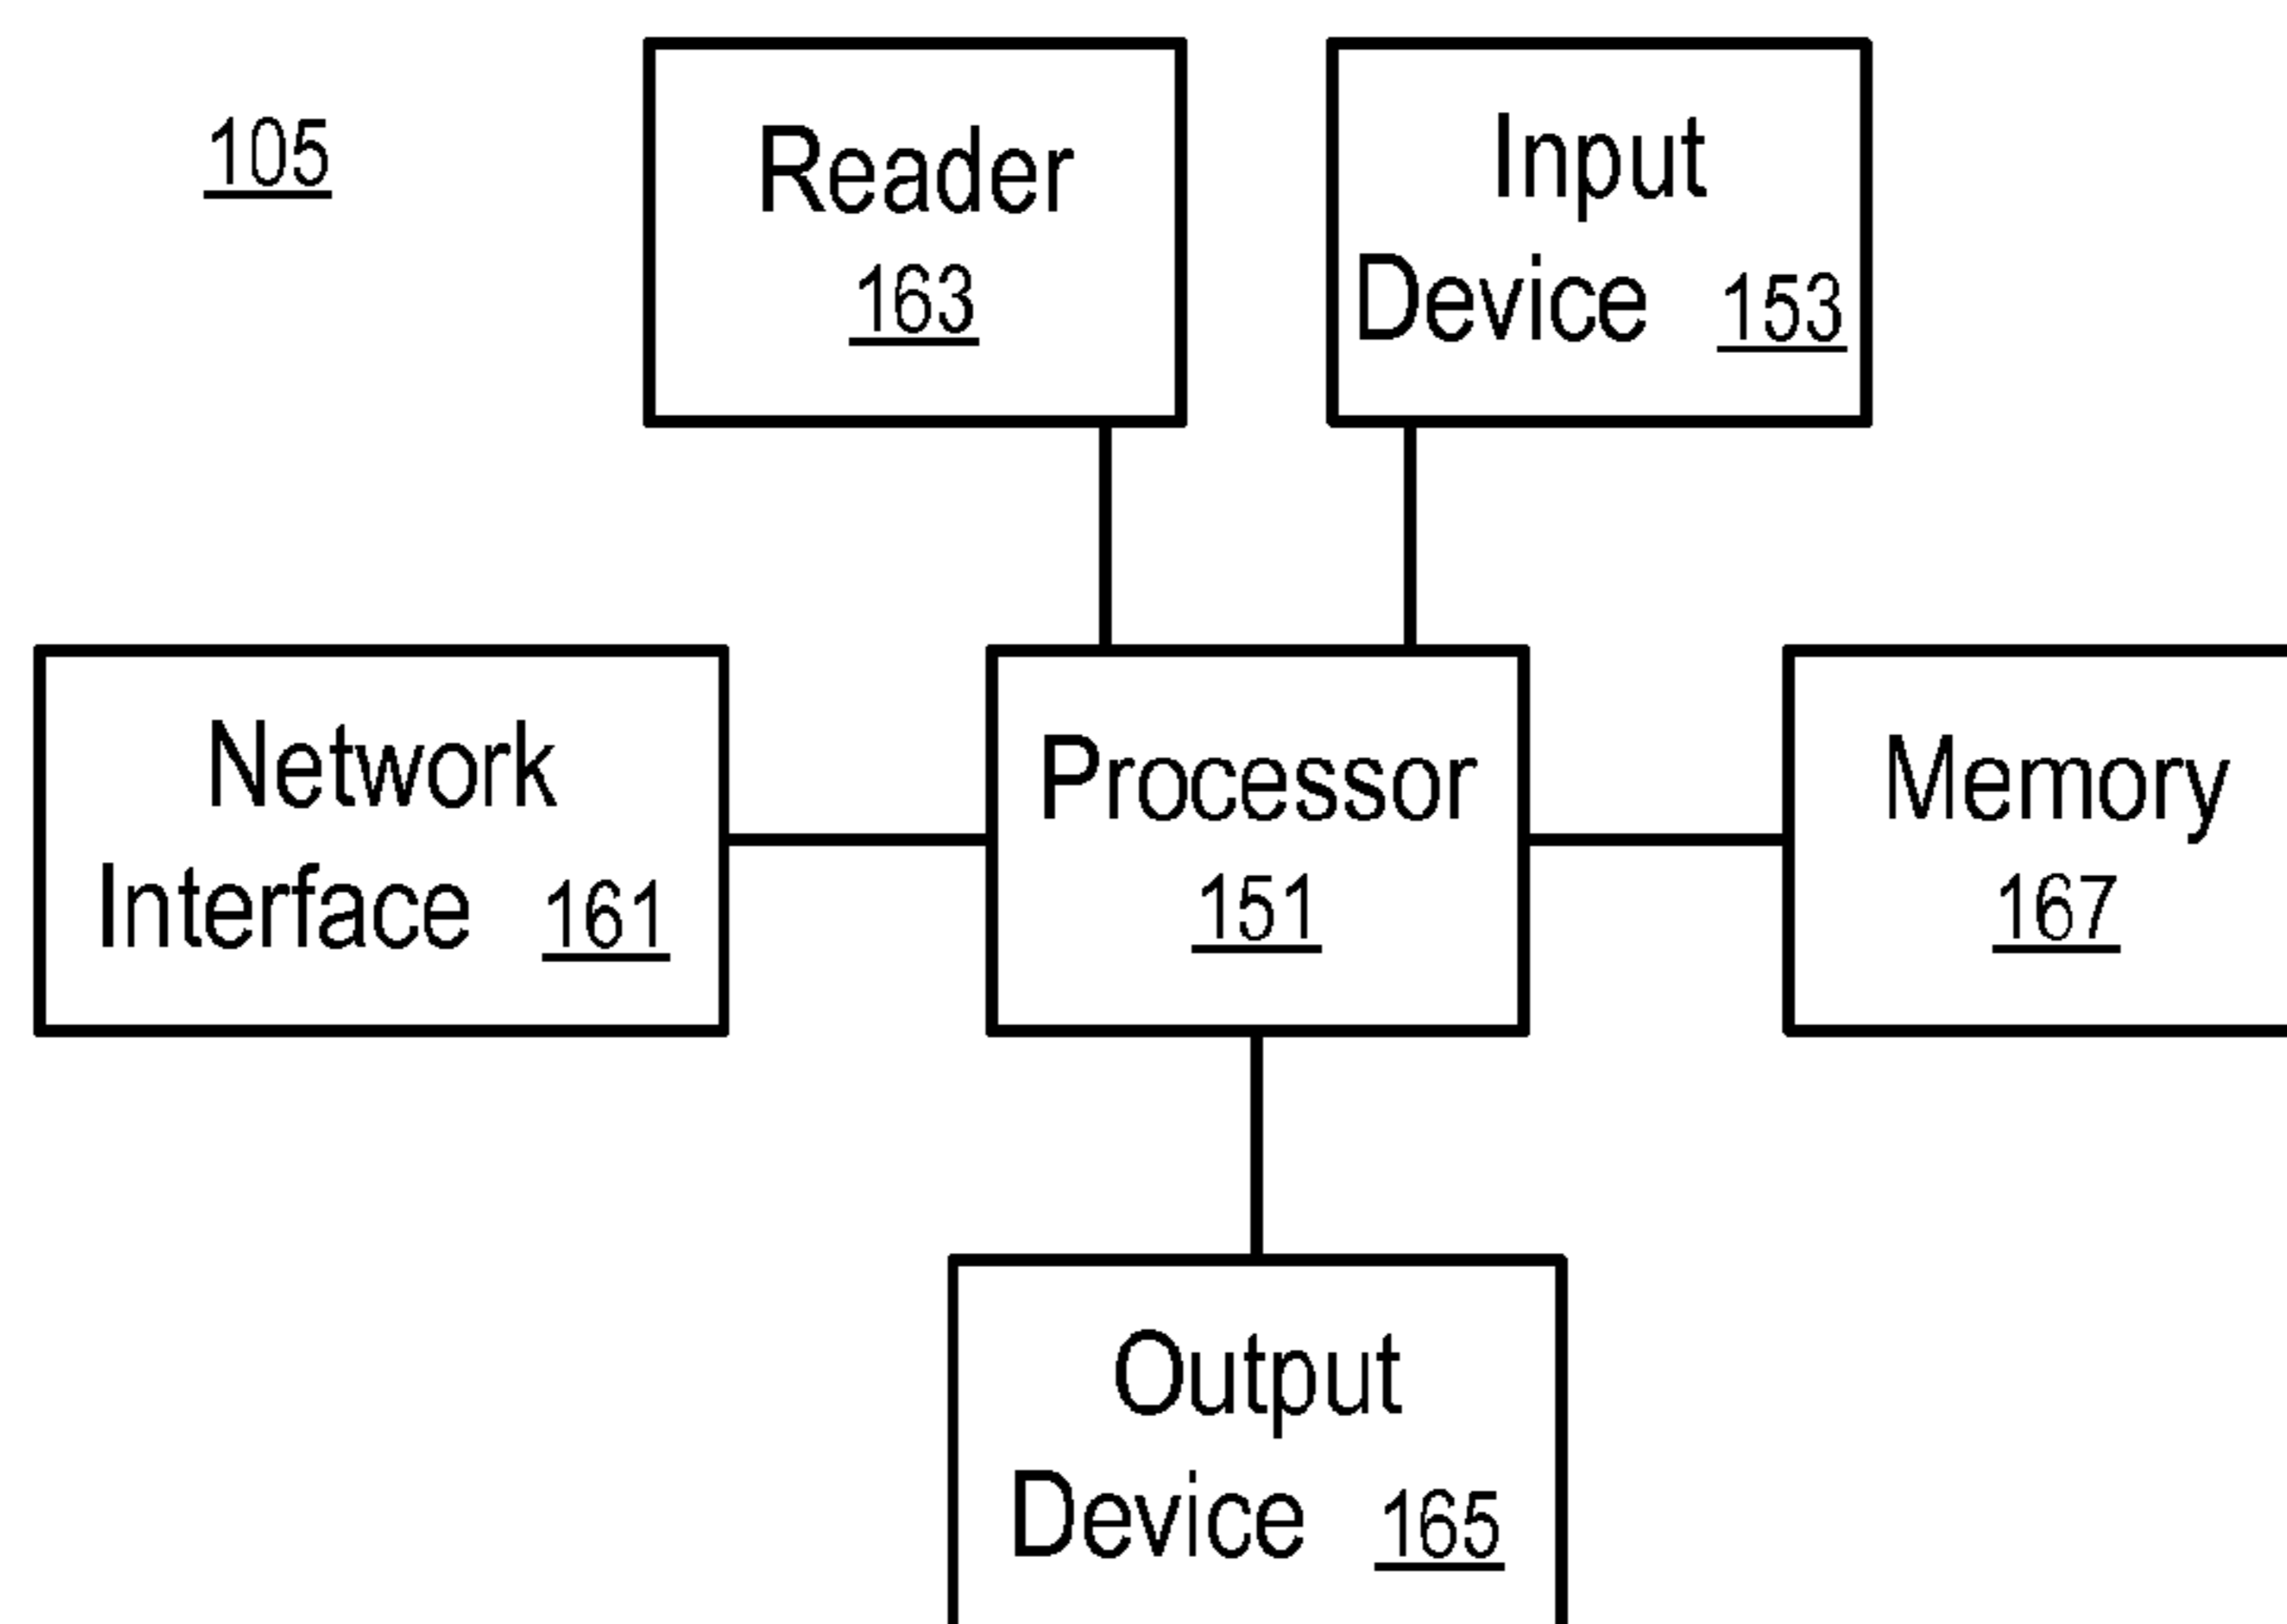 105
Reader
163
Input
Device 153
Network
Interface 161
Processor
151
Memory
167
Output
Device 165